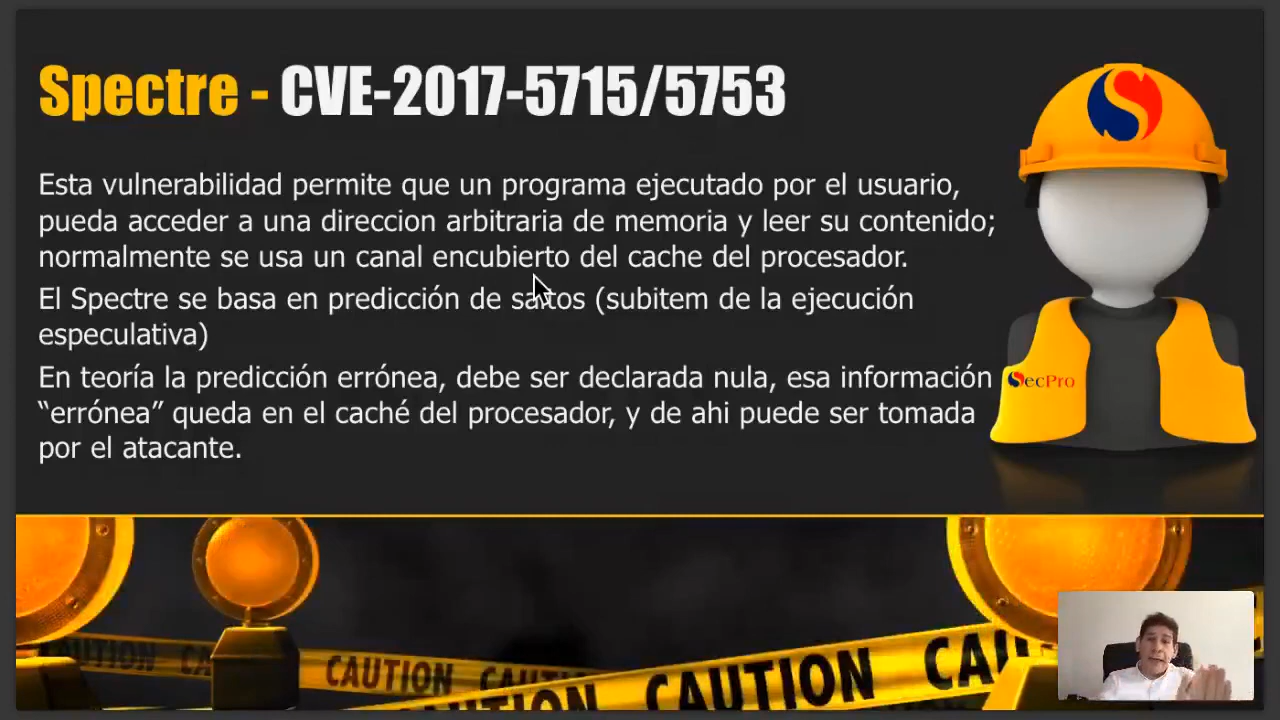 Spectre - CVE-2017-5715/5753
Esta vulnerabilidad permite que un programa ejecutado por el usuario,
pueda acceder a una direccion arbitraria de memoria y leer su contenido;
normalmente se usa un canal encubierto del cache del procesador.
El Spectre se basa en predicción de saltos (subitem de la ejecución
especulativa)
En teoría la predicción errónea, debe ser declarada nula, esa información
“errónea” queda en el caché del procesador, y de ahi puede ser tomada
por el atacante.
SecPro
CAUTION CA
CAUTION CAUT
CAUTION CAU